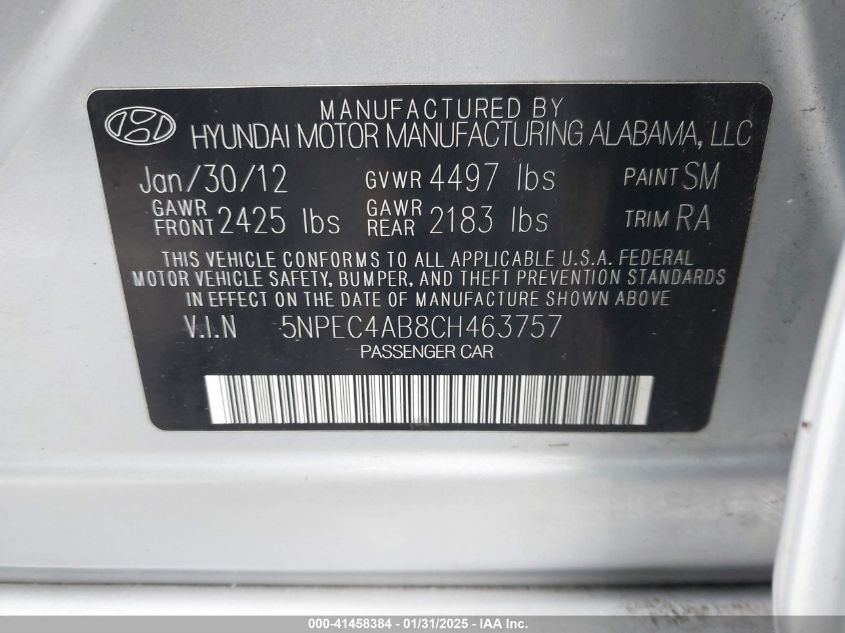 MANUFACTURED BY
HYUNDAI MOTOR MANUFACTURING ALABAMA, LLC
Jan/30/12 GVWR 4497 lbs PAINT SM
GAWR FRONT 2425 lbs GAWR REAR 2183 lbs TRIM RA
THIS VEHICLE CONFORMS TO ALL APPLICABLE U.S.A. FEDERAL
MOTOR VEHICLE SAFETY, BUMPER, AND THEFT PREVENTION STANDARDS
IN EFFECT ON THE DATE OF MANUFACTURE SHOWN ABOVE
V.I.N 5NPEC4AB8CH463757
PASSENGER CAR
000-41458384 - 01/31/2025 - IAA Inc.